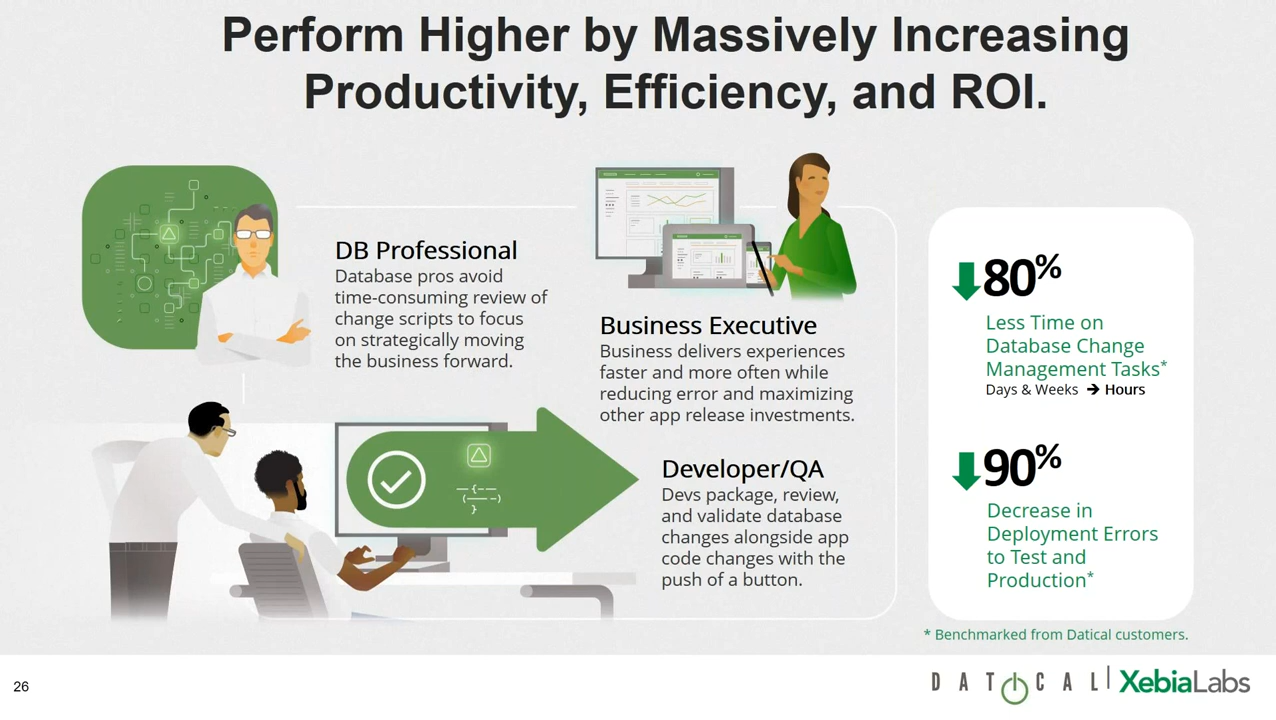 Perform Higher by Massively Increasing
Productivity, Efficiency, and ROI.
DB Professional
Database pros avoid
time-consuming review of
change scripts to focus
on strategically moving
the business forward.
Business Executive
Business delivers experiences
faster and more often while
reducing error and maximizing
other app release investments.
Developer/QA
Devs package, review,
and validate database
changes alongside app
code changes with the
push of a button.
80%
Less Time on
Database Change
Management Tasks*
Days & Weeks → Hours
90%
Decrease in
Deployment Errors
to Test and
Production*
* Benchmarked from Datical customers.
26
DATICAL | XebiaLabs